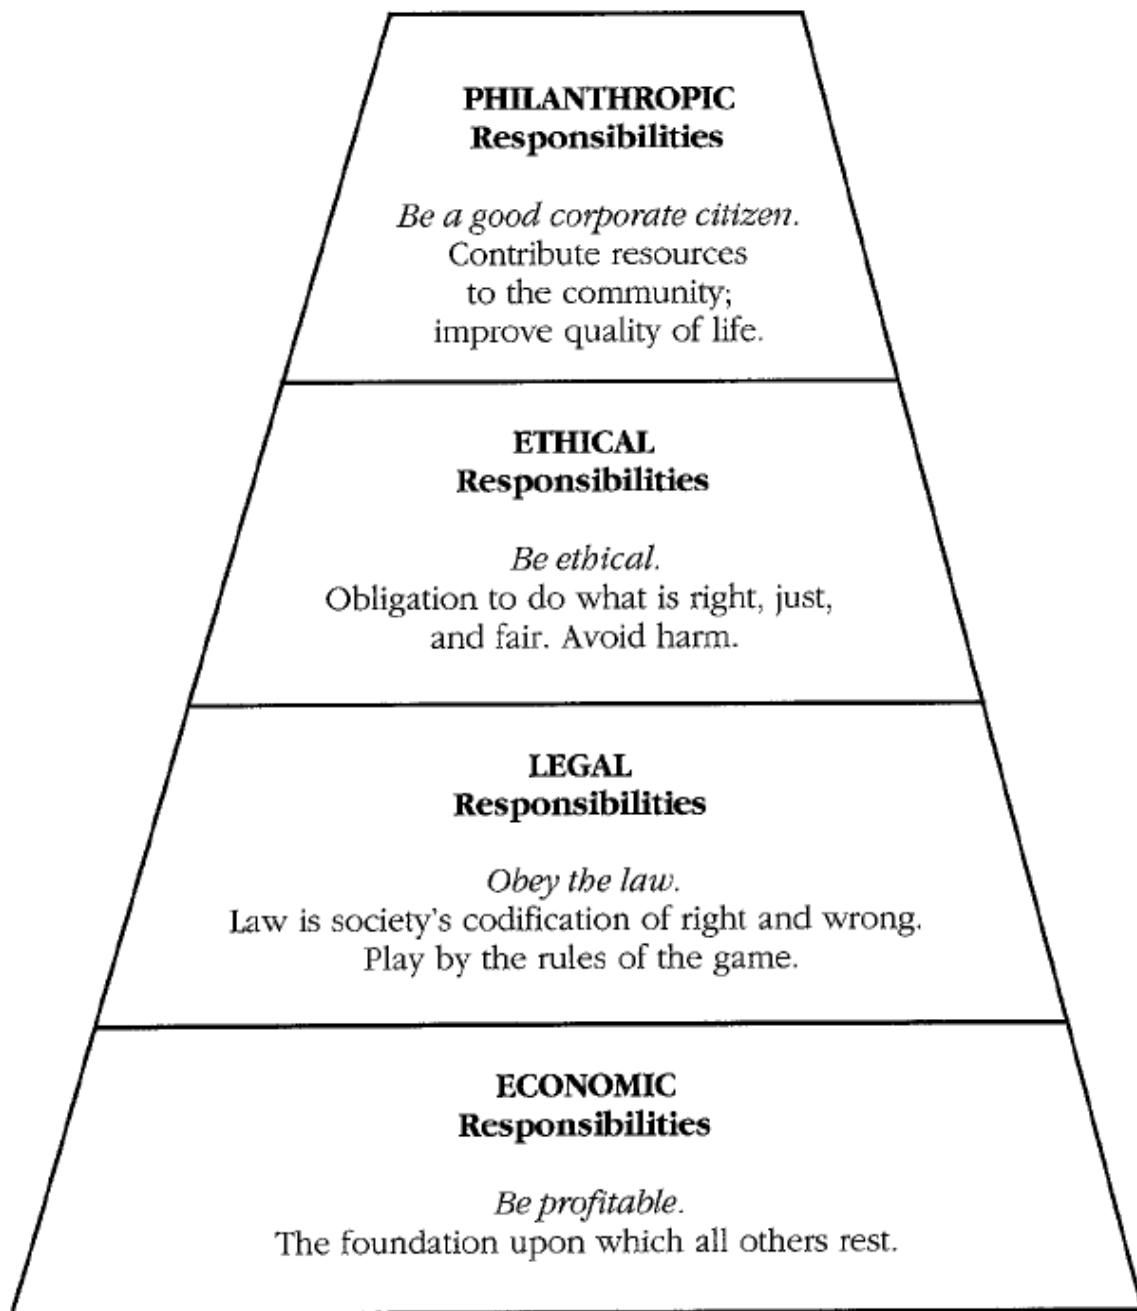 PHILANTHROPIC
Responsibilities
Be a good corporate citizen.
Contribute resources
to the community;
improve quality of life.
ETHICAL
Responsibilities
Be ethical.
Obligation to do what is right, just,
and fair. Avoid harm.
LEGAL
Responsibilities
Obey the law.
Law is society's codification of right and wrong.
Play by the rules of the game.
ECONOMIC
Responsibilities
Be profitable.
The foundation upon which all others rest.